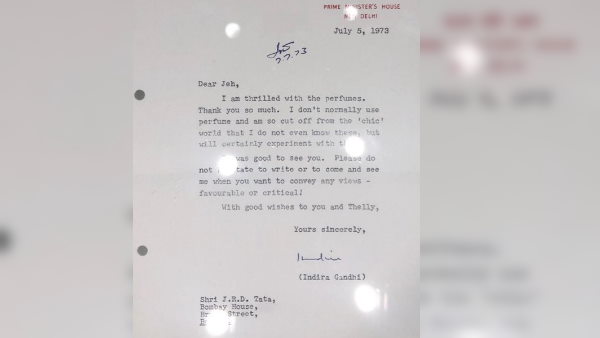 PRIME HOUSE
NEW DELHI
July 5, 1973
7.7.73
Dear Jeh,
I am thrilled with the perfumes.
Thank you so much. I don't normally use
perfume and am so cut off from the 'chic'
world that I do not even know these, but
will certainly experiment with
was good to see you. Please do
not to write or to come and see
me when you want to convey any views -
favourable or critical!
With good wishes to you and Thelly,
Yours sincerely,
(Indira Gandhi)
Shri J.R.D. Tata,
Bombay House,
Street,